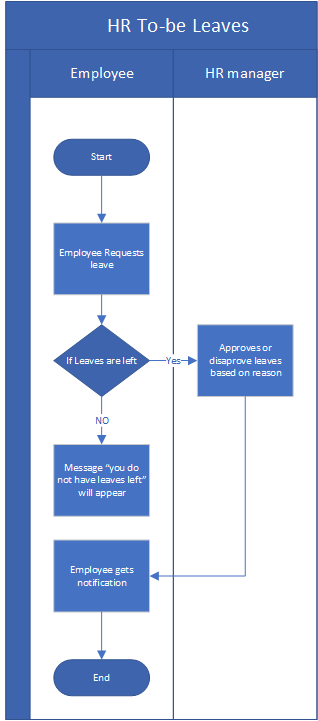 HR To-be Leaves
Employee
HR manager
Start
Employee Requests
leave
If Leaves are left
Yes
Approves or
disaprove leaves
based on reason
NO
Message “you do
not have leaves left”
will appear
Employee gets
notification
End